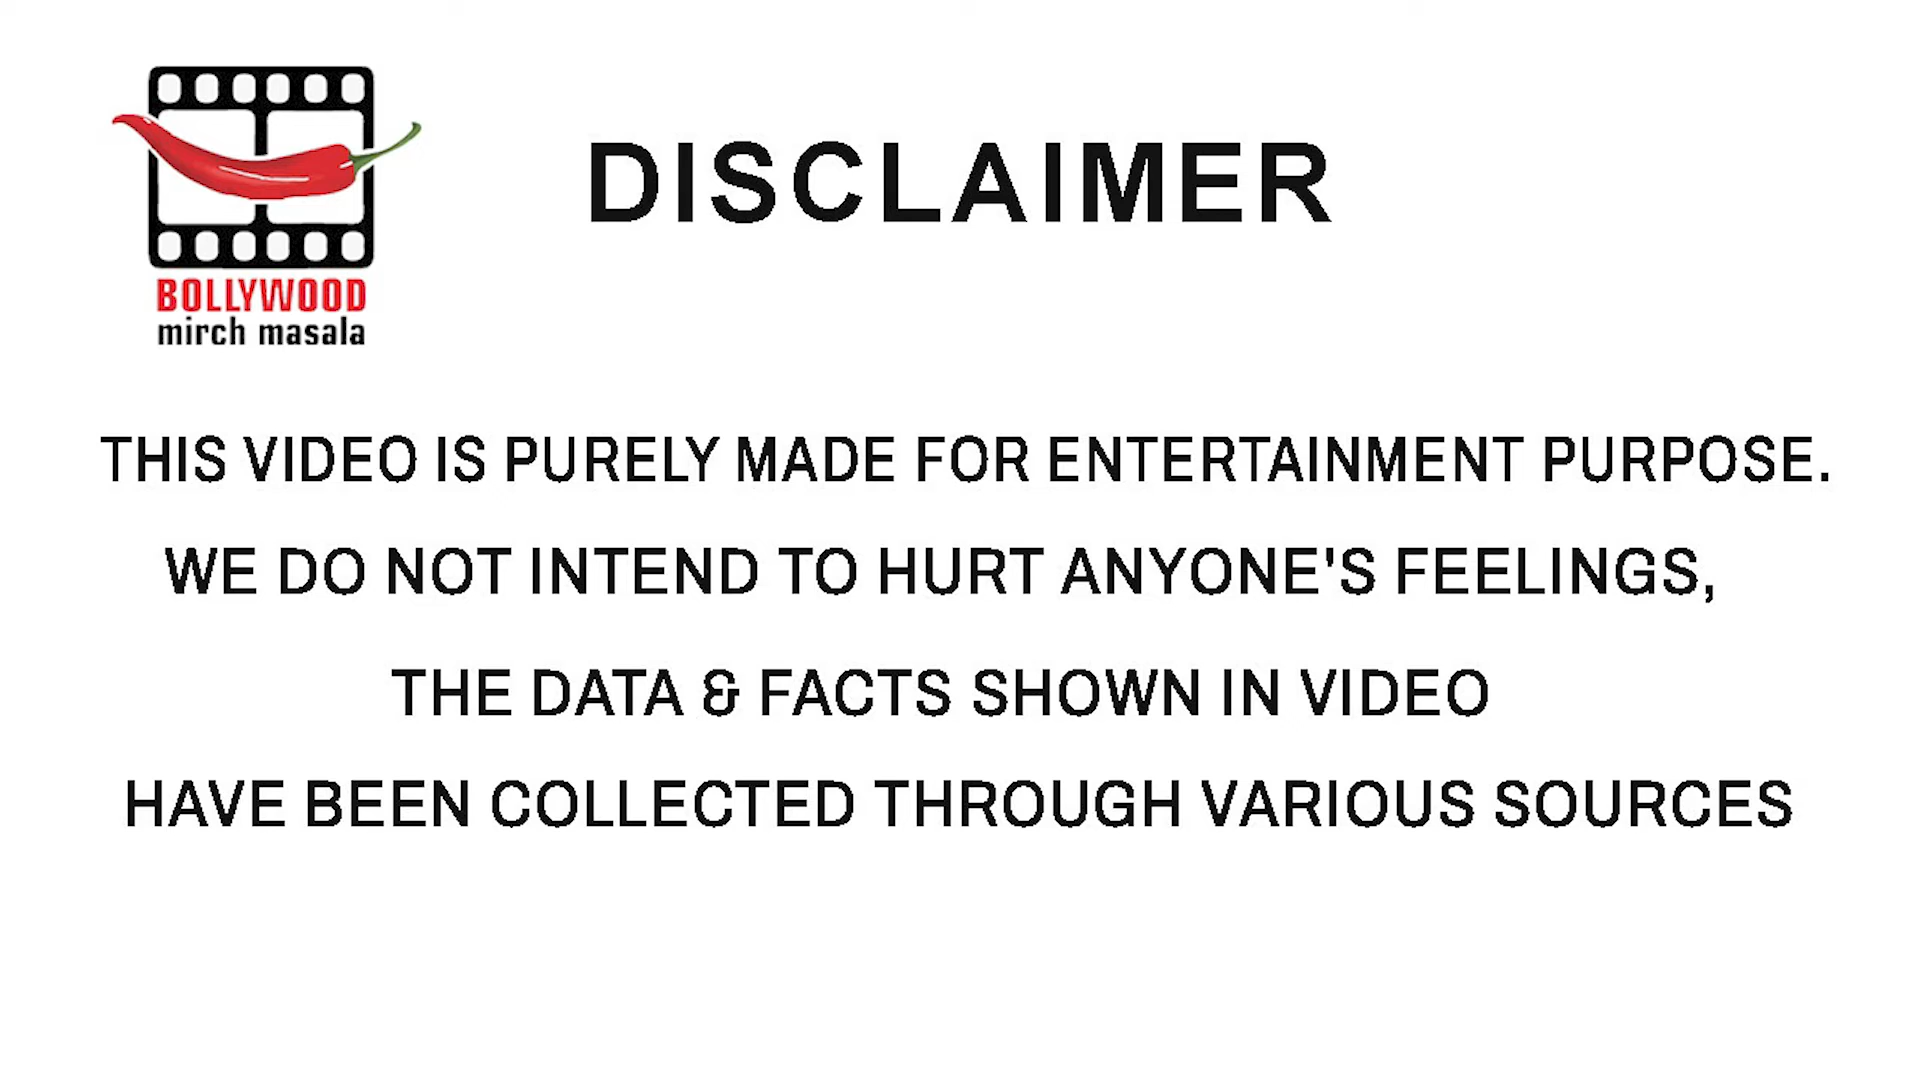 BOLLYWOOD
mirch masala
DISCLAIMER
THIS VIDEO IS PURELY MADE FOR ENTERTAINMENT PURPOSE.
WE DO NOT INTEND TO HURT ANYONE'S FEELINGS,
THE DATA & FACTS SHOWN IN VIDEO
HAVE BEEN COLLECTED THROUGH VARIOUS SOURCES